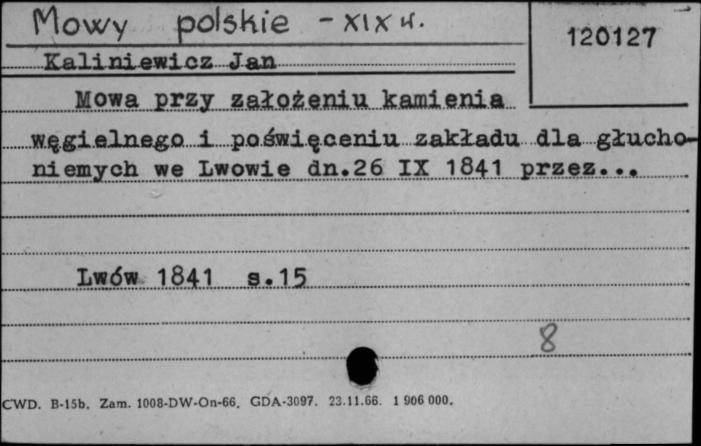 Mowy polskie - XIX w.
120127
Kaliniewicz Jan
Mowa przy założeniu kamienia
węgielnego i poświęceniu zakładu dla głucho-
niemych we Lwowie dn.26 IX 1841 przez...
Lwów 1841 s.15
8
CWD. B-15b. Zam. 1008-DW-On-66. GDA-3097. 23.11.66. 1 906 000.